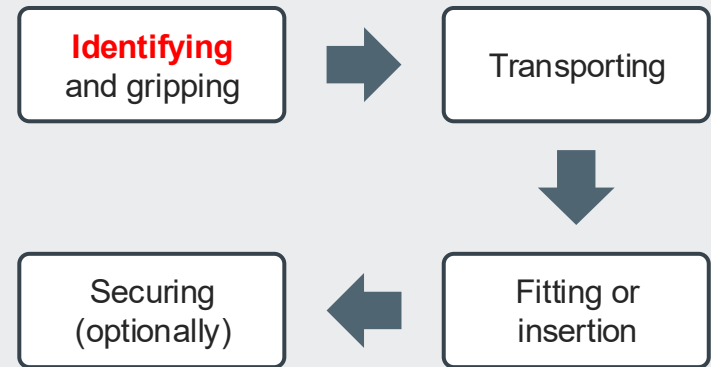 Identifying
and gripping
Transporting
Fitting or
insertion
Securing
(optionally)